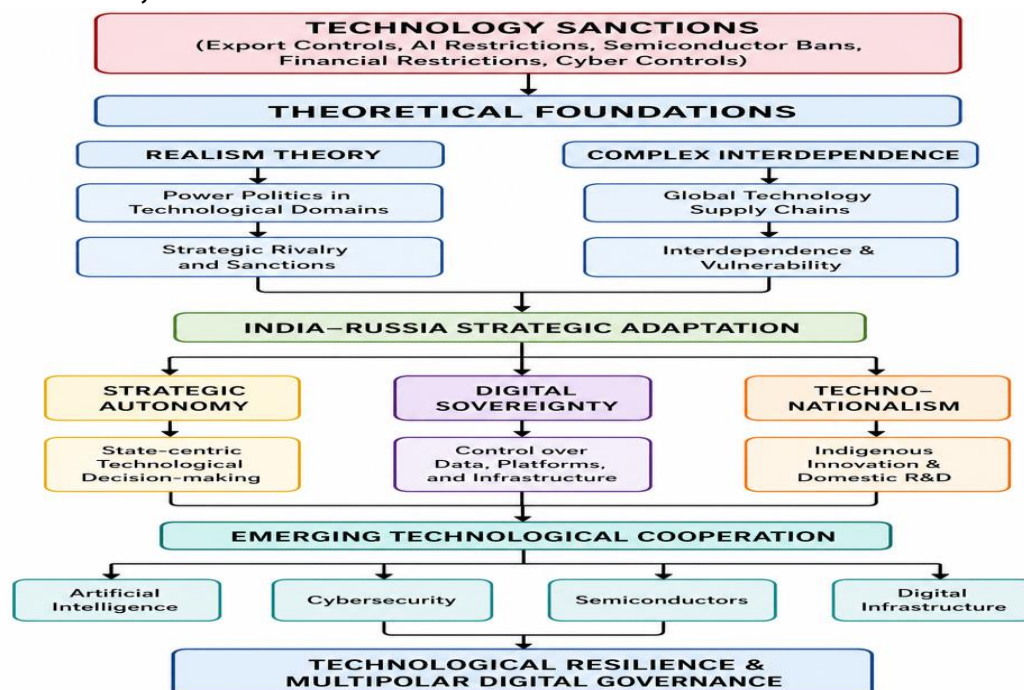 TECHNOLOGY SANCTIONS
(Export Controls, AI Restrictions, Semiconductor Bans,
Financial Restrictions, Cyber Controls)
THEORETICAL FOUNDATIONS
REALISM THEORY
COMPLEX INTERDEPENDENCE
Power Politics in
Technological Domains
Global Technology
Supply Chains
Strategic Rivalry
and Sanctions
Interdependence &
Vulnerability
INDIA–RUSSIA STRATEGIC ADAPTATION
STRATEGIC
AUTONOMY
DIGITAL
SOVEREIGNTY
TECHNO–
NATIONALISM
State-centric
Technological
Decision-making
Control over
Data, Platforms,
and Infrastructure
Indigenous
Innovation &
Domestic R&D
EMERGING TECHNOLOGICAL COOPERATION
Artificial
Intelligence
Cybersecurity
Semiconductors
Digital
Infrastructure
TECHNOLOGICAL RESILIENCE &
MULTIPOLAR DIGITAL GOVERNANCE